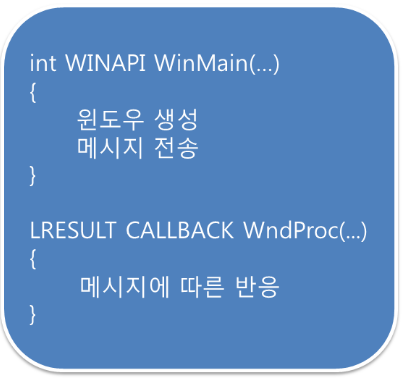 int WINAPI WinMain(...)
{
윈도우 생성
메시지 전송
}
LRESULT CALLBACK WndProc(...)
{
메시지에 따른 반응
}